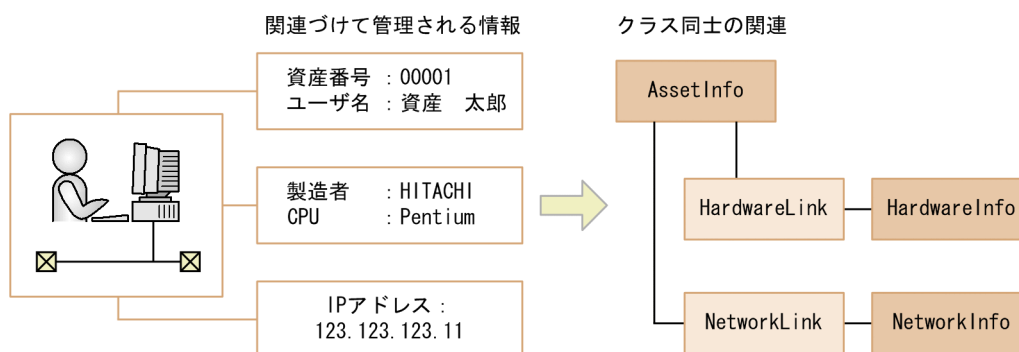 関連づけて管理される情報
資産番号 :00001
ユーザ名 :資産　太郎
製造者 :HITACHI
CPU :Pentium
IPアドレス:
123.123.123.11
クラス同士の関連
AssetInfo
HardwareLink
HardwareInfo
NetworkLink
NetworkInfo